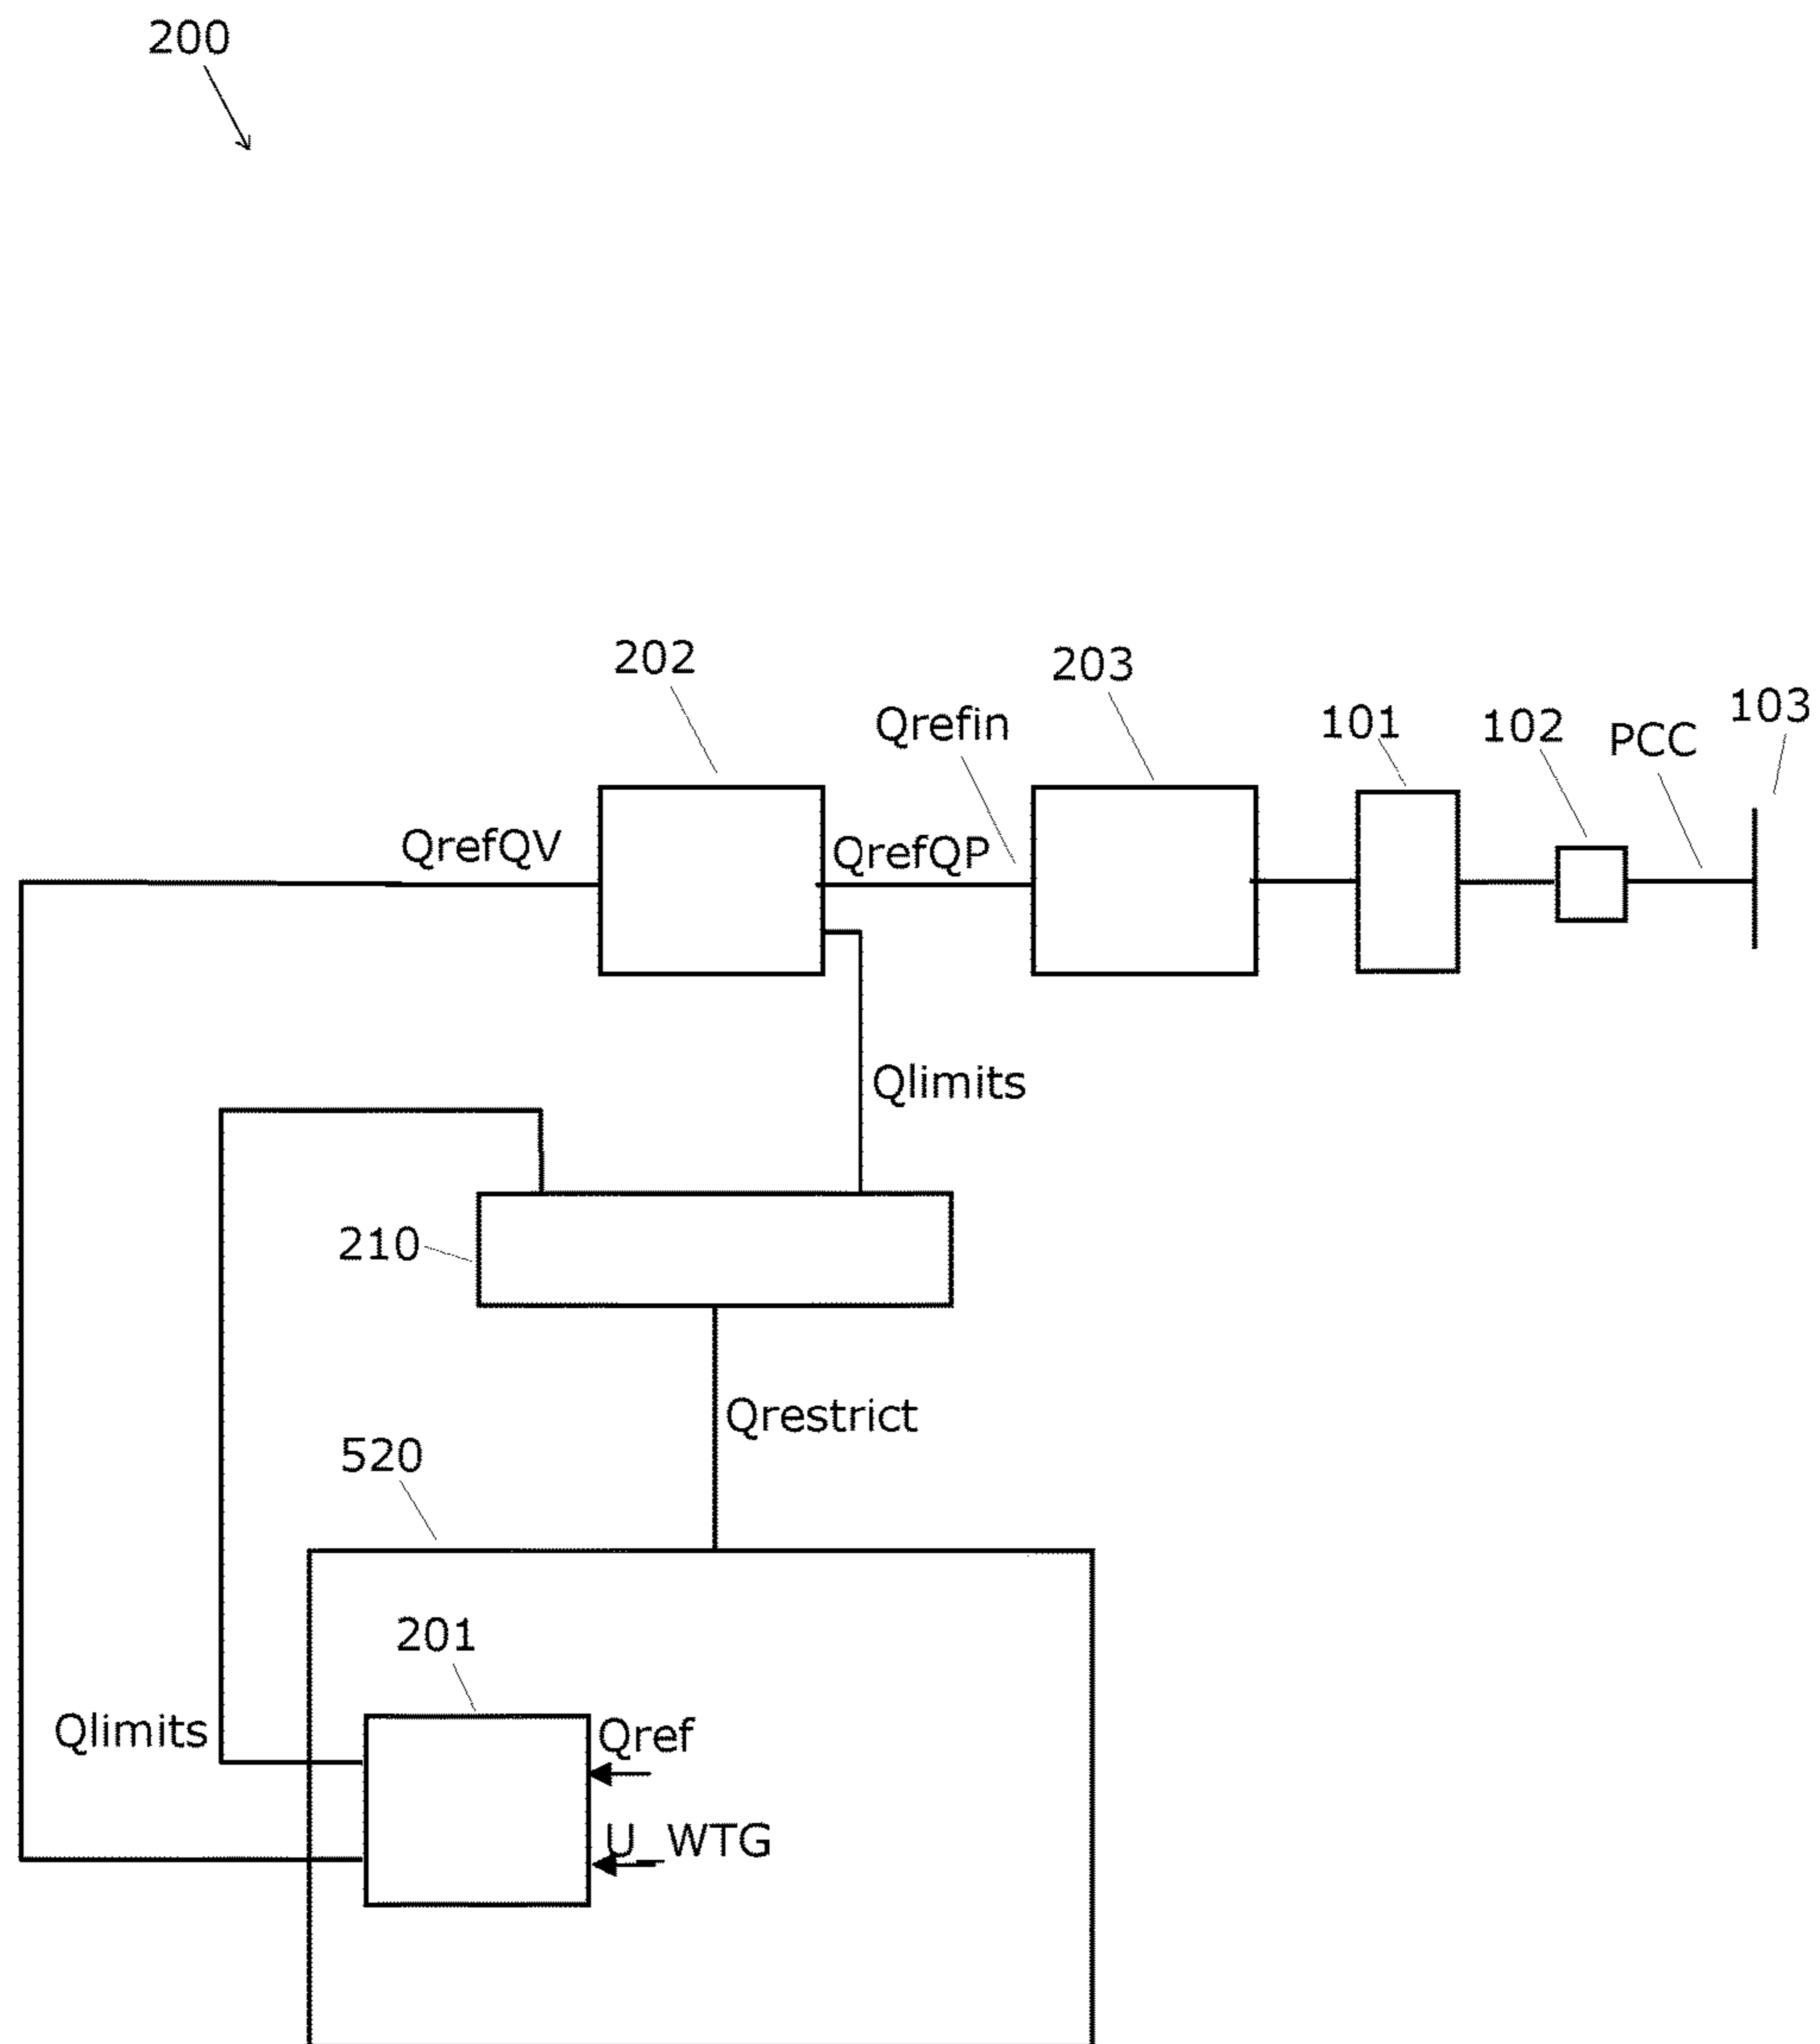 200
202
203
103
101
102
PCC
Qrefin
QrefQV
QrefQP
Qlimits
210
Qrestrict
520
201
Qlimits
Qref
U_WTG